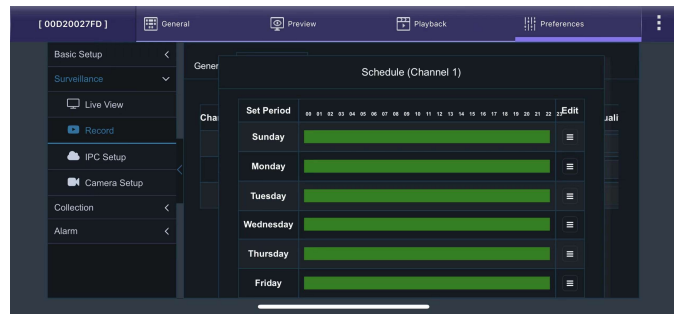 [ 00D20027FD ] General Preview Playback Preferences
Basic Setup
Surveillance
Live View
Record
IPC Setup
Camera Setup
Collection
Alarm
Gener
Cha
uali
Schedule (Channel 1)
Set Period 00 01 02 03 04 05 06 07 08 09 10 11 12 13 14 15 16 17 18 19 20 21 22 23 Edit
Sunday
Monday
Tuesday
Wednesday
Thursday
Friday